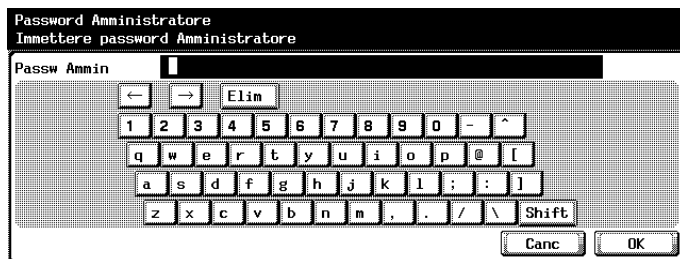 Password Amministratore
Immettere password Amministratore
Passw Ammin
← → Elim
1 2 3 4 5 6 7 8 9 0 - ^
q w e r t y u i o p @ [
a s d f g h j k l ; : ]
z x c v b n m , . / \ Shift
Canc OK